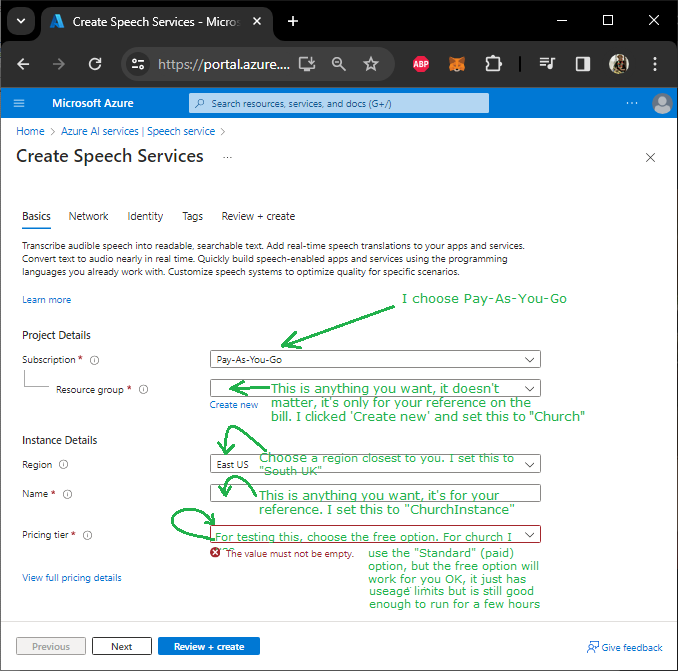 Create Speech Services - Micros
https://portal.azure....
ABP
Microsoft Azure
Search resources, services, and docs (G+/)
Home > Azure AI services | Speech service >
Create Speech Services ...
Basics Network Identity Tags Review + create
Transcribe audible speech into readable, searchable text. Add real-time speech translations to your apps and services.
Convert text to audio nearly in real time. Quickly build speech-enabled apps and services using the programming
languages you already work with. Customize speech systems to optimize quality for specific scenarios.
Learn more
I choose Pay-As-You-Go
Project Details
Subscription *
Pay-As-You-Go
Resource group *
Create new
This is anything you want, it doesn't
matter, it's only for your reference on the
bill. I clicked 'Create new' and set this to "Church"
Instance Details
Region
East US
Choose a region closest to you. I set this to
"South UK"
Name *
This is anything you want, it's for your
reference. I set this to "ChurchInstance"
Pricing tier *
For testing this, choose the free option. For church I
The value must not be empty.
use the "Standard" (paid)
option, but the free option will
work for you OK, it just has
useage limits but is still good
enough to run for a few hours
View full pricing details
Previous Next Review + create
Give feedback